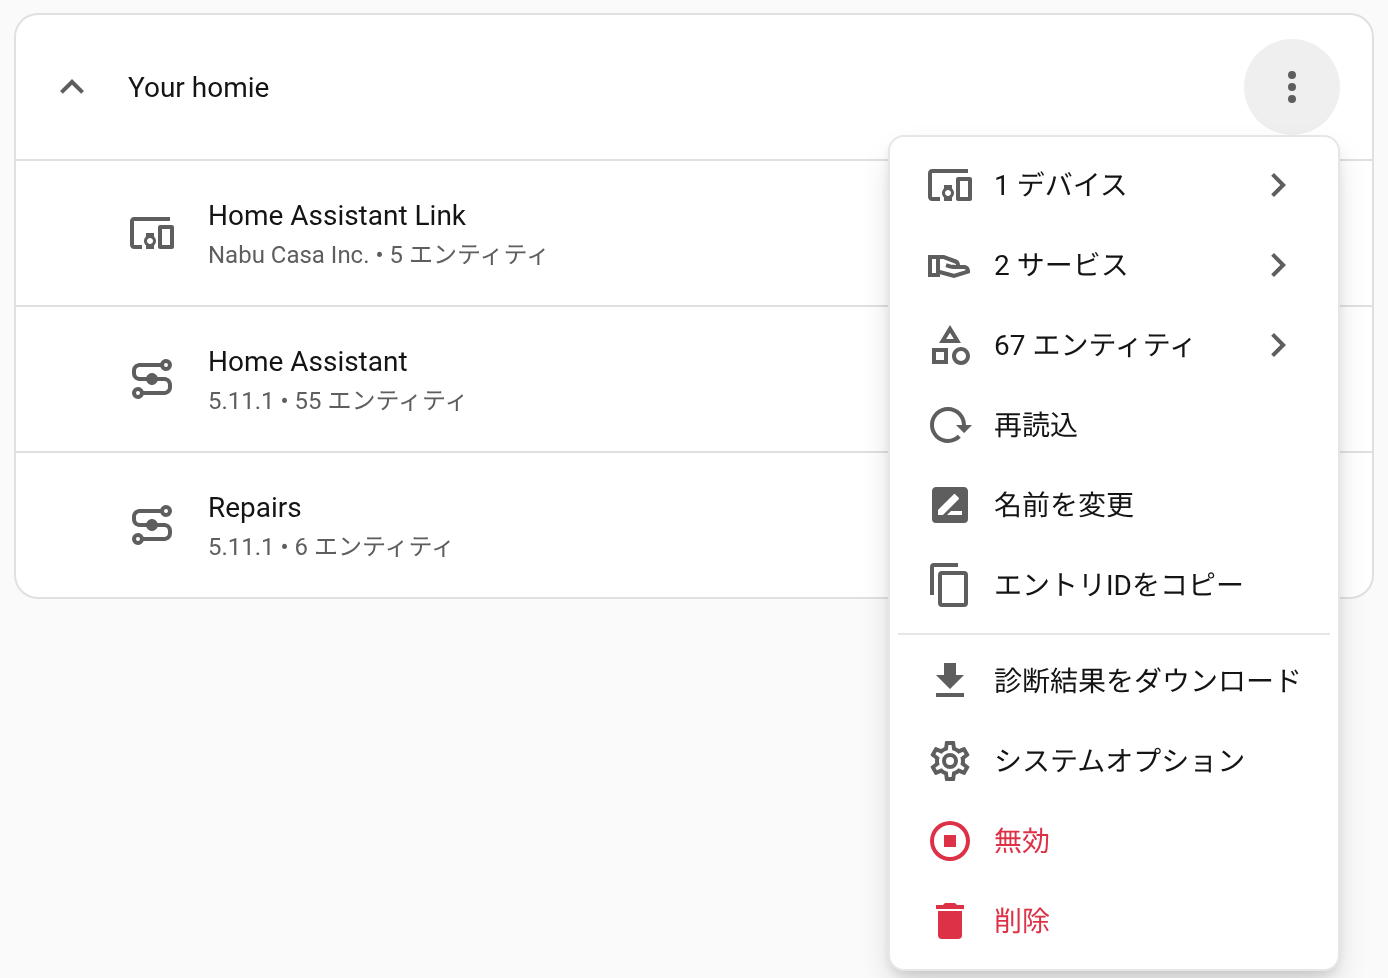 Your homie
Home Assistant Link
Nabu Casa Inc. • 5 エンティティ
Home Assistant
5.11.1 • 55 エンティティ
Repairs
5.11.1 • 6 エンティティ
1 デバイス
2 サービス
67 エンティティ
再読込
名前を変更
エントリIDをコピー
診断結果をダウンロード
システムオプション
無効
削除